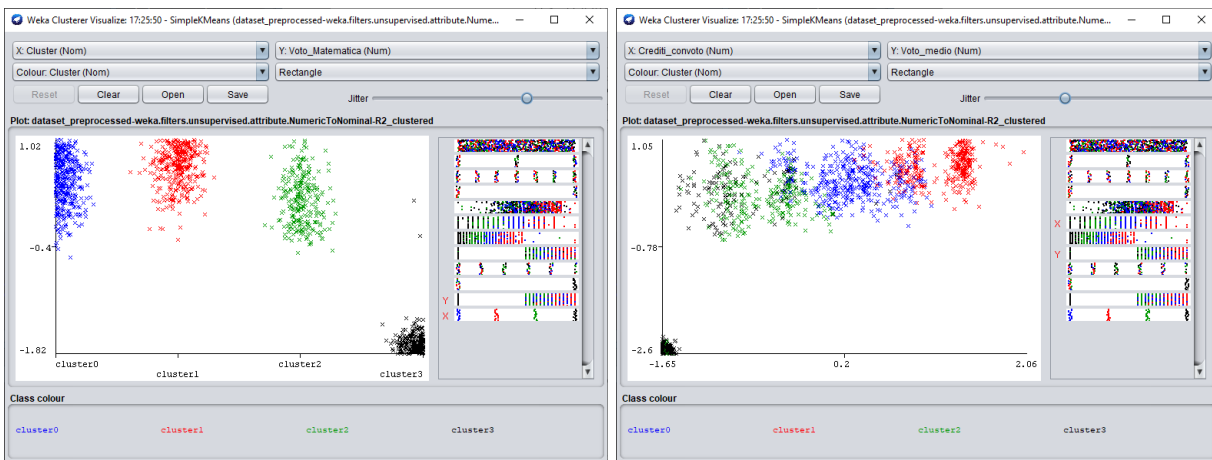 Weka Clusterer Visualize: 17:25:50 - SimpleKMeans (dataset_preprocessed-weka.filters.unsupervised.attribute.Nume...
X: Cluster (Nom) Y: Voto_Matematica (Num)
Colour: Cluster (Nom) Rectangle
Reset Clear Open Save Jitter
Plot: dataset_preprocessed-weka.filters.unsupervised.attribute.NumericToNominal-R2_clustered
1.02
-0.4
Y
X
-1.82
cluster0 cluster1 cluster2 cluster3
Class colour
cluster0 cluster1 cluster2 cluster3
Weka Clusterer Visualize: 17:25:50 - SimpleKMeans (dataset_preprocessed-weka.filters.unsupervised.attribute.Nume...
X: Crediti_convoto (Num) Y: Voto_medio (Num)
Colour: Cluster (Nom) Rectangle
Reset Clear Open Save Jitter
Plot: dataset_preprocessed-weka.filters.unsupervised.attribute.NumericToNominal-R2_clustered
1.05
X
-0.78
Y
-2.6
-1.65 0.2 2.06
Class colour
cluster0 cluster1 cluster2 cluster3